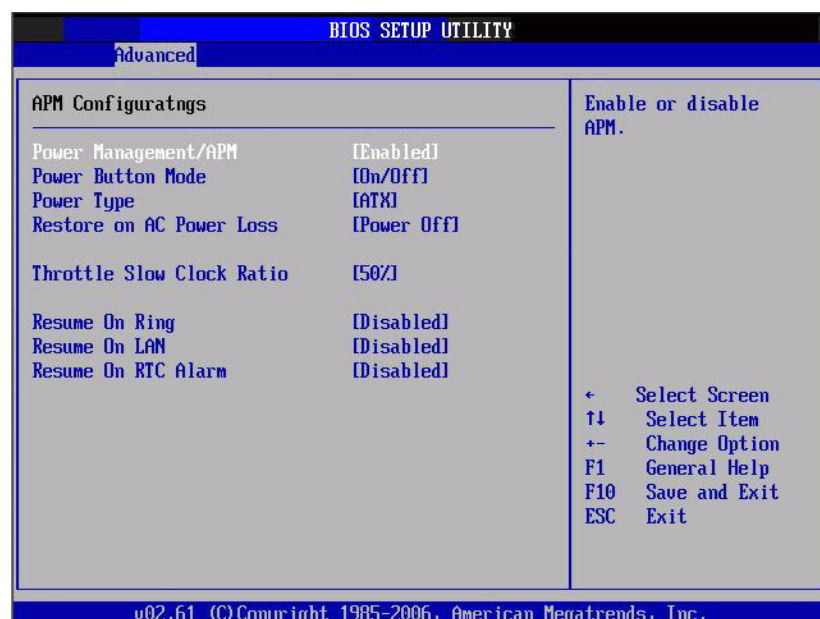 BIOS SETUP UTILITY
Advanced
APM Configuratngs
Power Management/APM [Enabled]
Power Button Mode [On/Off]
Power Type [ATX]
Restore on AC Power Loss [Power Off]
Throttle Slow Clock Ratio [50%]
Resume On Ring [Disabled]
Resume On LAN [Disabled]
Resume On RTC Alarm [Disabled]
Enable or disable
APM.
← Select Screen
↑↓ Select Item
+- Change Option
F1 General Help
F10 Save and Exit
ESC Exit
v02.61 (C)Copyright 1985-2006, American Megatrends, Inc.